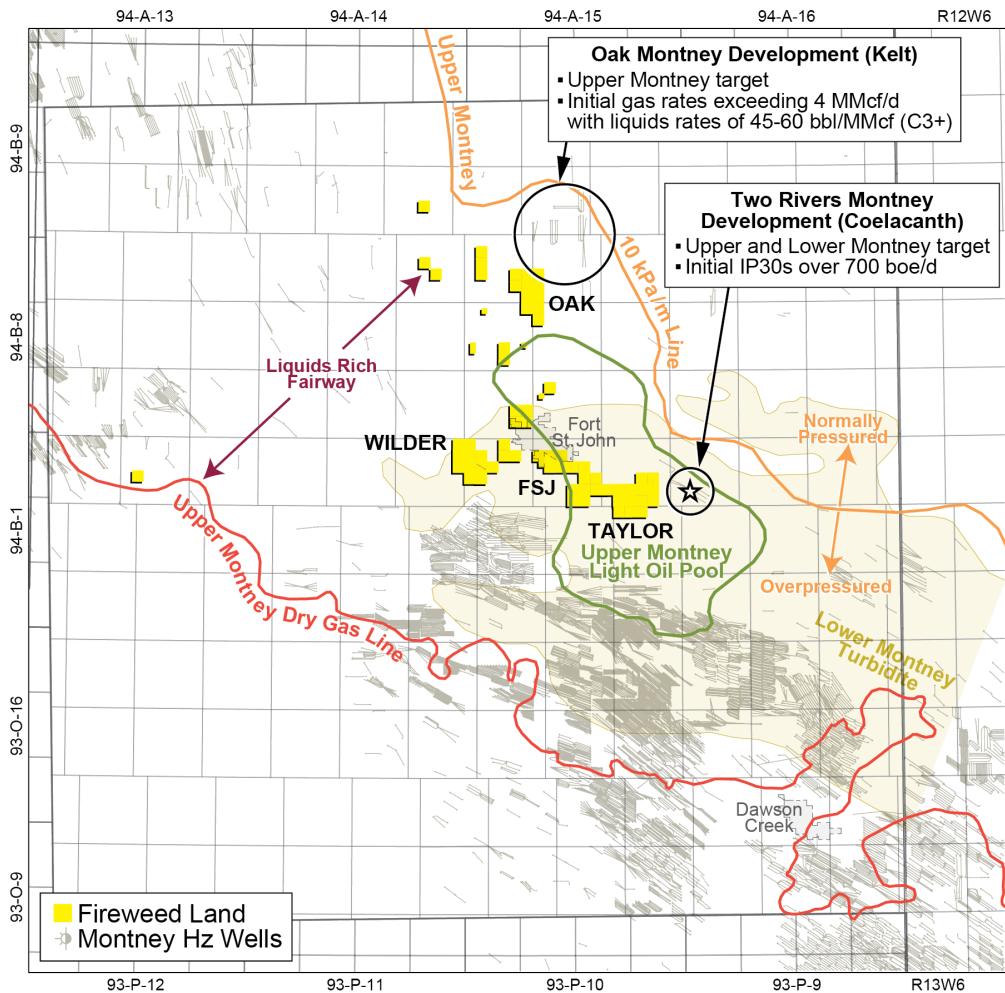 94-A-13
94-A-14
94-A-15
94-A-16
R12W6
Oak Montney Development (Kelt)
▪ Upper Montney target
▪ Initial gas rates exceeding 4 MMcf/d
with liquids rates of 45-60 bbl/MMcf (C3+)
Upper Montney
94-B-9
Two Rivers Montney
Development (Coelacanth)
▪ Upper and Lower Montney target
▪ Initial IP30s over 700 boe/d
10 kPa/m Line
OAK
94-B-8
Liquids Rich
Fairway
Normally
Pressured
WILDER
Fort
St. John
FSJ
TAYLOR
94-B-1
Upper Montney Dry Gas Line
Upper Montney
Light Oil Pool
Overpressured
Lower Montney
Turbidite
93-O-16
Dawson
Creek
93-O-9
Fireweed Land
Montney Hz Wells
93-P-12
93-P-11
93-P-10
93-P-9
R13W6